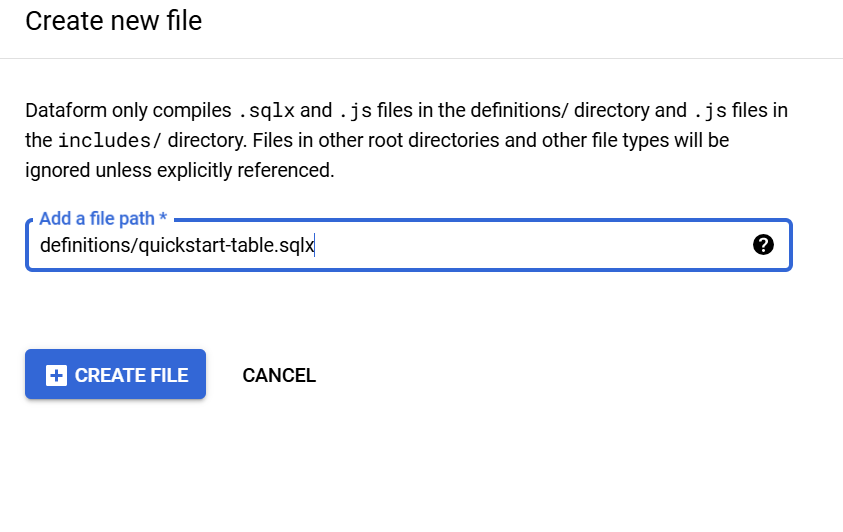 Create new file
Dataform only compiles .sqlx and .js files in the definitions/ directory and .js files in
the includes/ directory. Files in other root directories and other file types will be
ignored unless explicitly referenced.
Add a file path *
definitions/quickstart-table.sqlx
CREATE FILE CANCEL